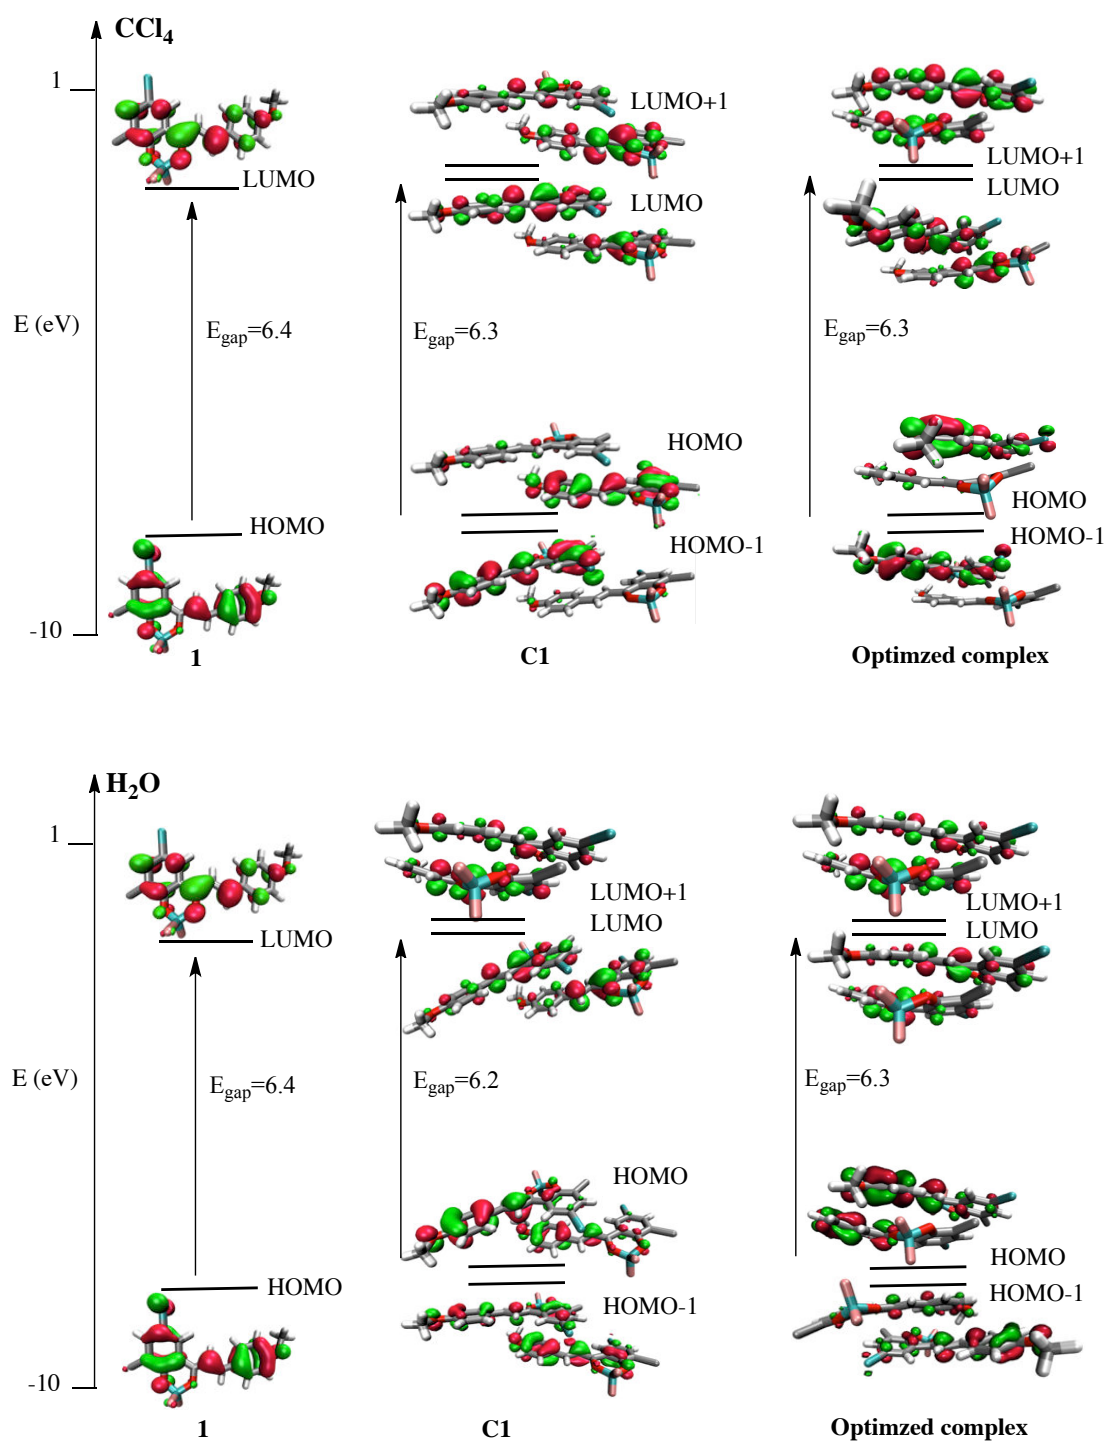 CCl4
1
LUMO+1
LUMO
LUMO+1
LUMO
LUMO
E (eV)
Egap=6.4
Egap=6.3
Egap=6.3
HOMO
HOMO
HOMO
HOMO-1
HOMO-1
-10
1
C1
Optimzed complex
H2O
1
LUMO+1
LUMO
LUMO+1
LUMO
LUMO
E (eV)
Egap=6.4
Egap=6.2
Egap=6.3
HOMO
HOMO
HOMO
HOMO-1
HOMO-1
-10
1
C1
Optimzed complex